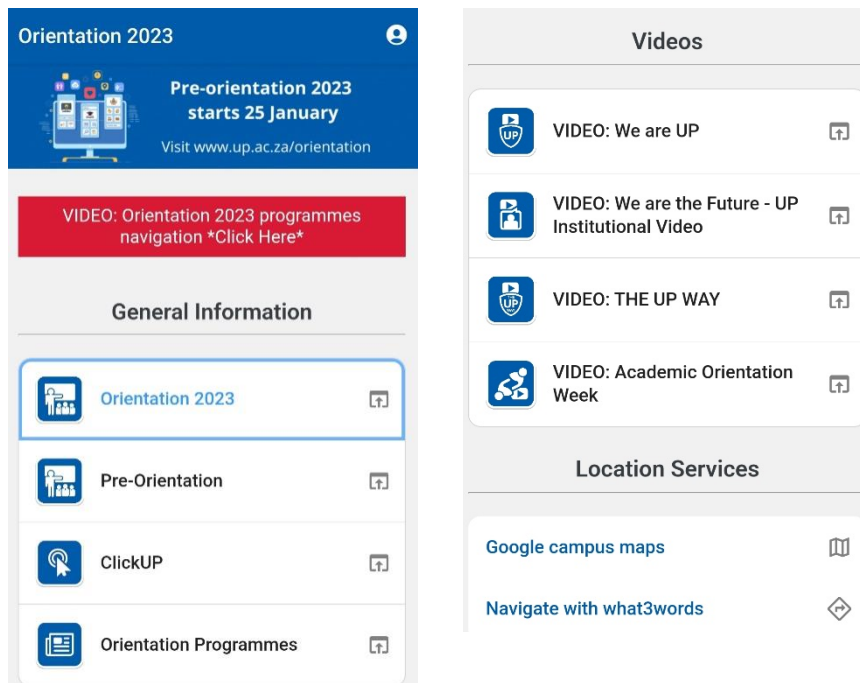 Orientation 2023
Pre-orientation 2023
starts 25 January
Visit www.up.ac.za/orientation
VIDEO: Orientation 2023 programmes
navigation *Click Here*
General Information
Orientation 2023
Pre-Orientation
ClickUP
Orientation Programmes
Videos
UP
VIDEO: We are UP
VIDEO: We are the Future - UP
Institutional Video
UP
VIDEO: THE UP WAY
VIDEO: Academic Orientation
Week
Location Services
Google campus maps
Navigate with what3words